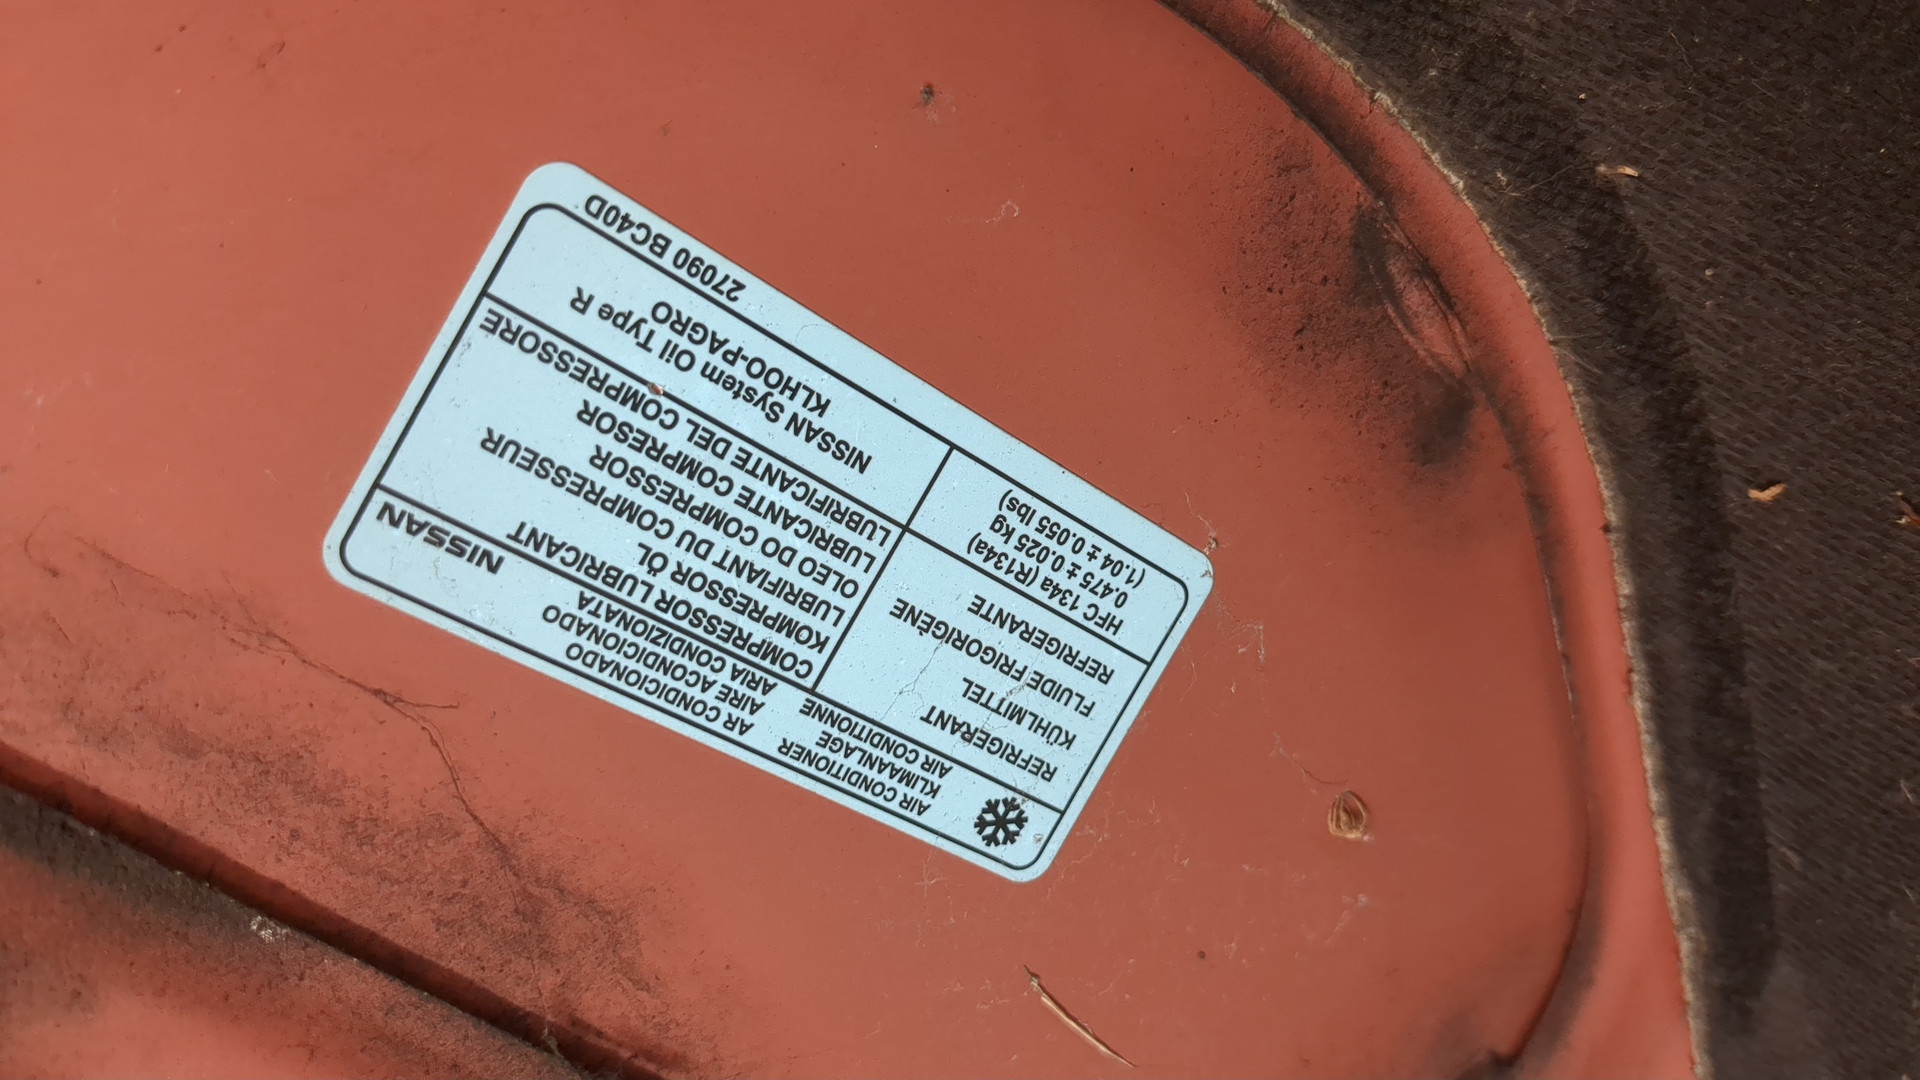 AIR CONDITIONER
KLIMAANLAGE
AIR CONDITIONNE
AR CONDICIONADO
AIRE ACONDICIONADO
ARIA CONDIZIONATA
NISSAN
REFRIGERANT
KÜHLMITTEL
FLUIDE FRIGORIGÈNE
REFRIGERANTE
COMPRESSOR LUBRICANT
KOMPRESSOR ÖL
LUBRIFIANT DU COMPRESSEUR
OLEO DO COMPRESSOR
LUBRICANTE COMPRESOR
LUBRIFICANTE DEL COMPRESSORE
HFC 134a (R134a)
0.475 ± 0.025 kg
(1.04 ± 0.055 lbs)
NISSAN System Oil Type R
KLHOO-PAGRO
27090 BC40D